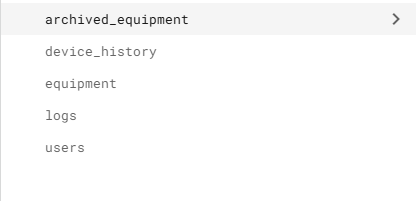 archived_equipment
device_history
equipment
logs
users